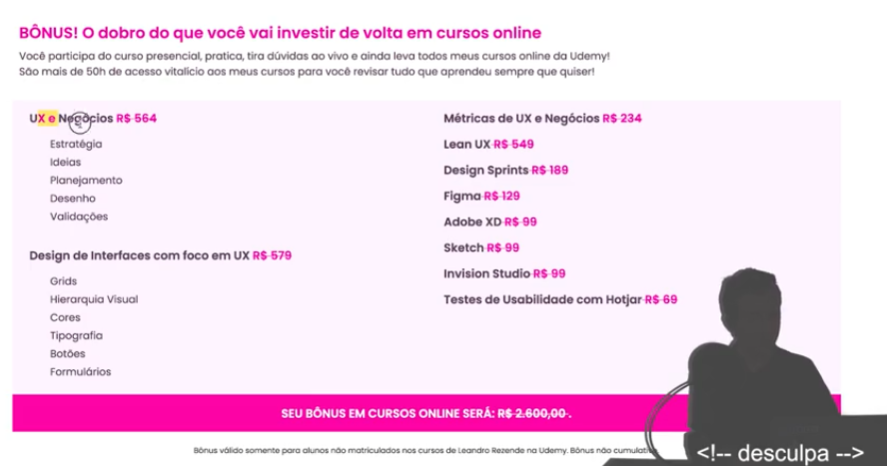 BÔNUS! O dobro do que você vai investir de volta em cursos online
Você participa do curso presencial, pratica, tira dúvidas ao vivo e ainda leva todos meus cursos online da Udemy!
São mais de 50h de acesso vitalício aos meus cursos para você revisar tudo que aprendeu sempre que quiser!
UX e Negócios R$ 564
Estratégia
Ideias
Planejamento
Desenho
Validações
Design de Interfaces com foco em UX R$ 579
Grids
Hierarquia Visual
Cores
Tipografia
Botões
Formulários
Métricas de UX e Negócios R$ 234
Lean UX R$ 549
Design Sprints R$ 189
Figma R$ 129
Adobe XD R$ 99
Sketch R$ 99
Invision Studio R$ 99
Testes de Usabilidade com Hotjar R$ 69
SEU BÔNUS EM CURSOS ONLINE SERÁ: R$ 2.600,00 .
Bônus válido somente para alunos não matriculados nos cursos de Leandro Rezende na Udemy. Bônus não
<!-- desculpa -->